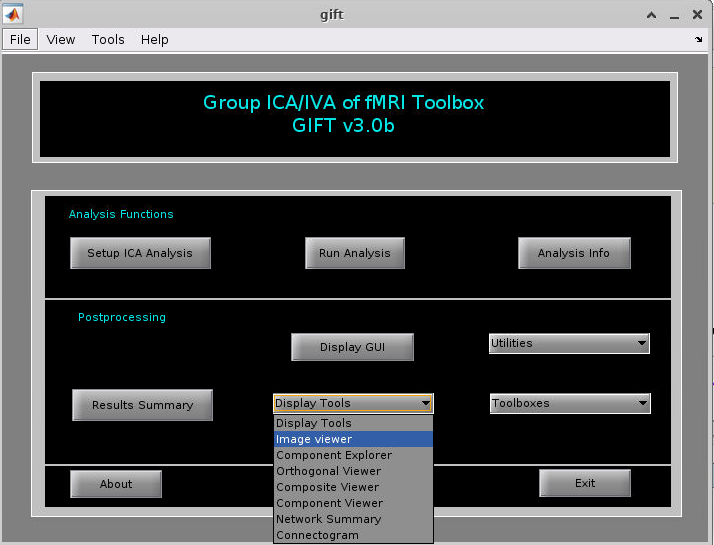 gift
File View Tools Help
Group ICA/IVA of fMRI Toolbox
GIFT v3.0b
Analysis Functions
Setup ICA Analysis
Run Analysis
Analysis Info
Postprocessing
Display GUI
Utilities
Results Summary
Display Tools
Toolboxes
Display Tools
Image viewer
Component Explorer
Orthogonal Viewer
Composite Viewer
Component Viewer
Network Summary
Connectogram
About
Exit